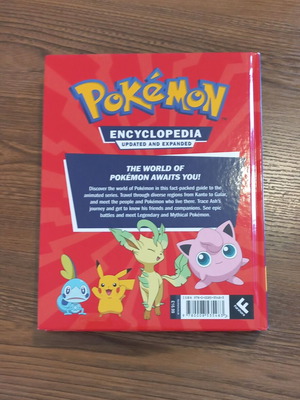 POKéMON
ENCYCLOPEDIA
UPDATED AND EXPANDED
THE WORLD OF
POKÉMON AWAITS YOU!
Discover the world of Pokémon in this fact-packed guide to the
animated series. Travel through diverse regions from Kanto to Galar,
and meet the people and Pokémon who live there. Trace Ash's
journey and get to know his friends and companions. See epic
battles and meet Legendary and Mythical Pokémon.